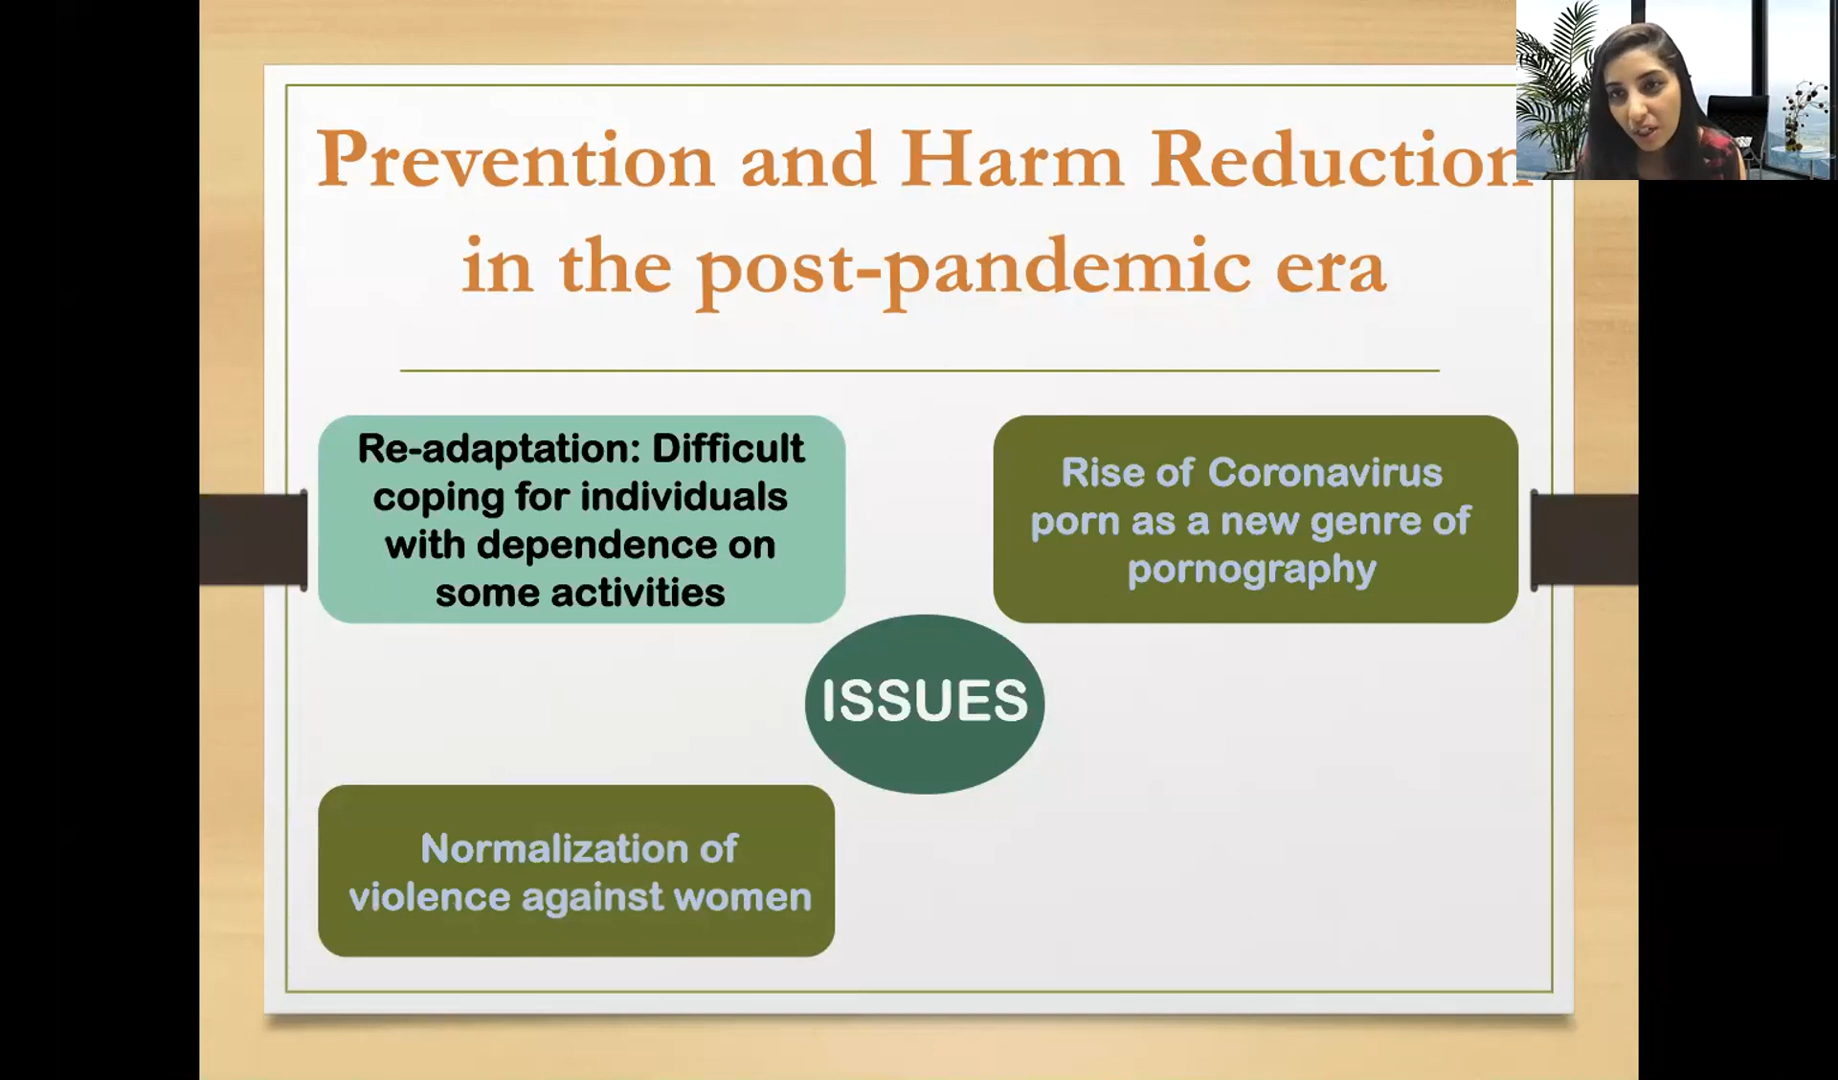 Prevention and Harm Reduction
in the post-pandemic era
Re-adaptation: Difficult
coping for individuals
with dependence on
some activities
Rise of Coronavirus
porn as a new genre of
pornography
ISSUES
Normalization of
violence against women